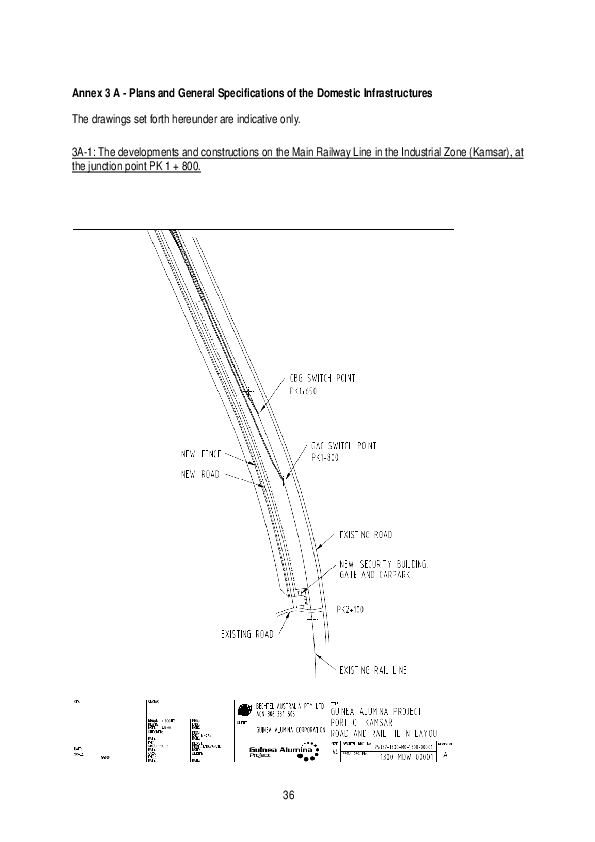 Annex 3 A - Plans and General Specifications of the Domestic Infrastructures
The drawings set forth hereunder are indicative only.
3A-1: The developments and constructions on the Main Railway Line in the Industrial Zone (Kamsar), at
the junction point PK 1 + 800.
CBG SWITCH POINT
PK1+690
GAC SWITCH POINT
PK1+800
NEW FENCE
NEW ROAD
EXISTING ROAD
NEW SECURITY BUILDING,
GATE AND CARPARK
PK2+100
EXISTING ROAD
EXISTING RAIL LINE
BECHTEL AUSTRALIA PTY LTD
GUINEA ALUMINA CORPORATION
Guinea Alumina
Project
GUINEA ALUMINA PROJECT
PORT OF KAMSAR
ROAD AND RAIL
A
36